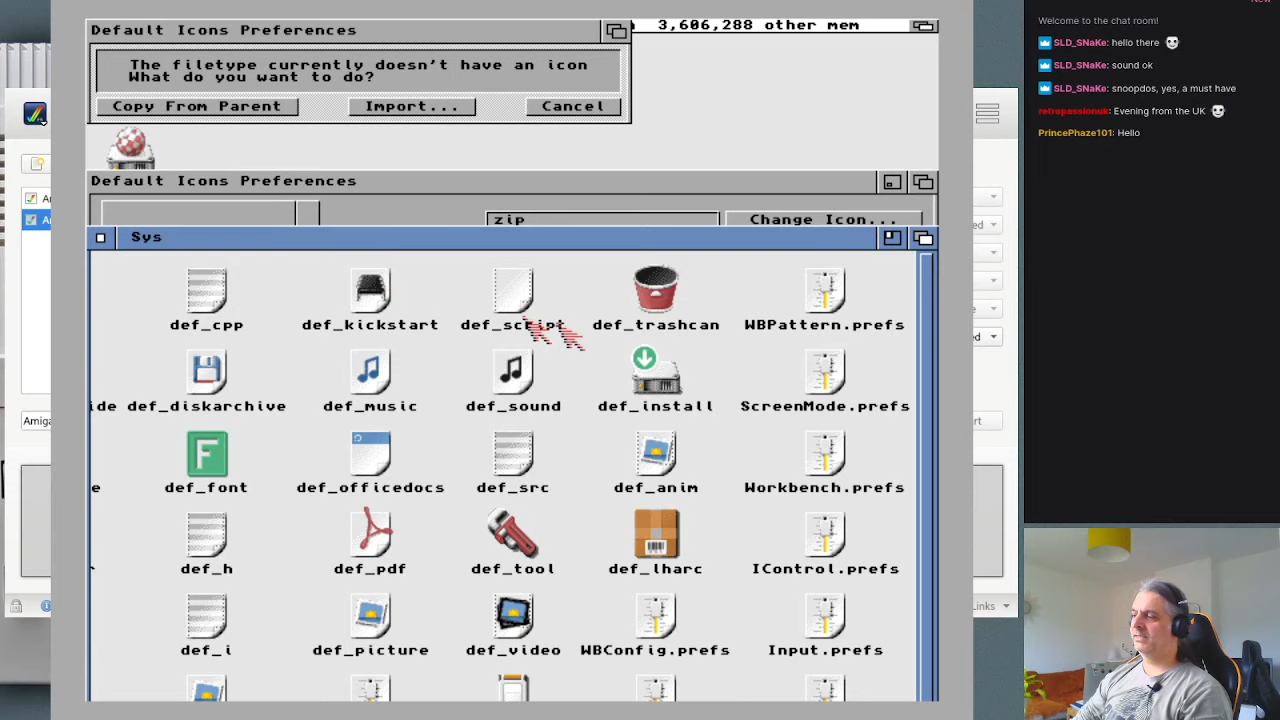 Default Icons Preferences
3,606,288 other mem
The filetype currently doesn't have an icon
What do you want to do?
Copy From Parent
Import...
Cancel
Default Icons Preferences
zip
Change Icon...
Sys
def_cpp
def_kickstart
def_script
def_trashcan
WBPattern.prefs
ide
def_diskarchive
def_music
def_sound
def_install
ScreenMode.prefs
e
def_font
def_officedocs
def_src
def_anim
Workbench.prefs
def_h
def_pdf
def_tool
def_lharc
IControl.prefs
def_i
def_picture
def_video
WBConfig.prefs
Input.prefs
Links
Welcome to the chat room!
SLD_SNaKe: hello there
SLD_SNaKe: sound ok
SLD_SNaKe: snoopdos, yes, a must have
retropassionuk: Evening from the UK
PrincePhaze101: Hello